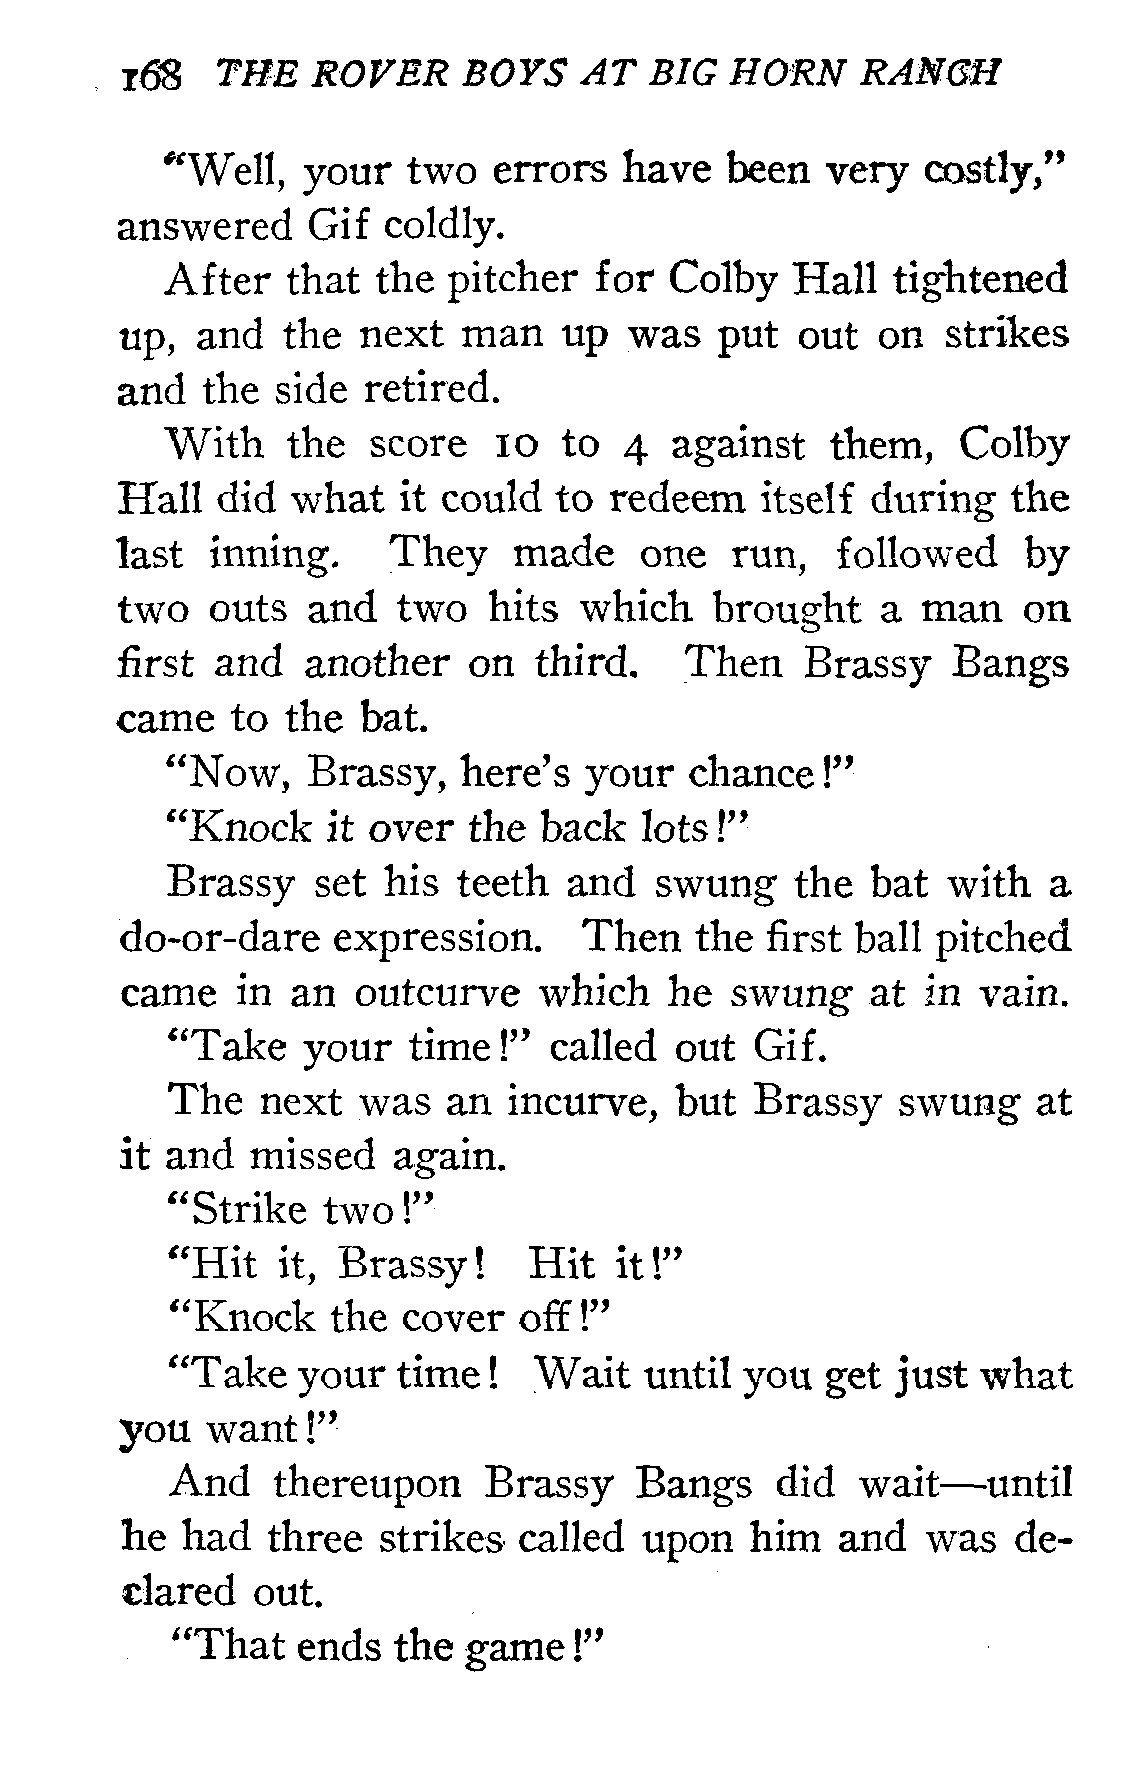 168 THE ROVER BOYS AT BIG HORN RANCH
"Well, your two errors have been very costly,"
answered Gif coldly.
After that the pitcher for Colby Hall tightened
up, and the next man up was put out on strikes
and the side retired.
With the score 10 to 4 against them, Colby
Hall did what it could to redeem itself during the
last inning. They made one run, followed by
two outs and two hits which brought a man on
first and another on third. Then Brassy Bangs
came to the bat.
"Now, Brassy, here's your chance!"
"Knock it over the back lots!"
Brassy set his teeth and swung the bat with a
do-or-dare expression. Then the first ball pitched
came in an outcurve which he swung at in vain.
"Take your time!" called out Gif.
The next was an incurve, but Brassy swung at
it and missed again.
"Strike two!"
"Hit it, Brassy! Hit it!"
"Knock the cover off!"
"Take your time! Wait until you get just what
you want!"
And thereupon Brassy Bangs did wait—until
he had three strikes called upon him and was de-
clared out.
"That ends the game!"